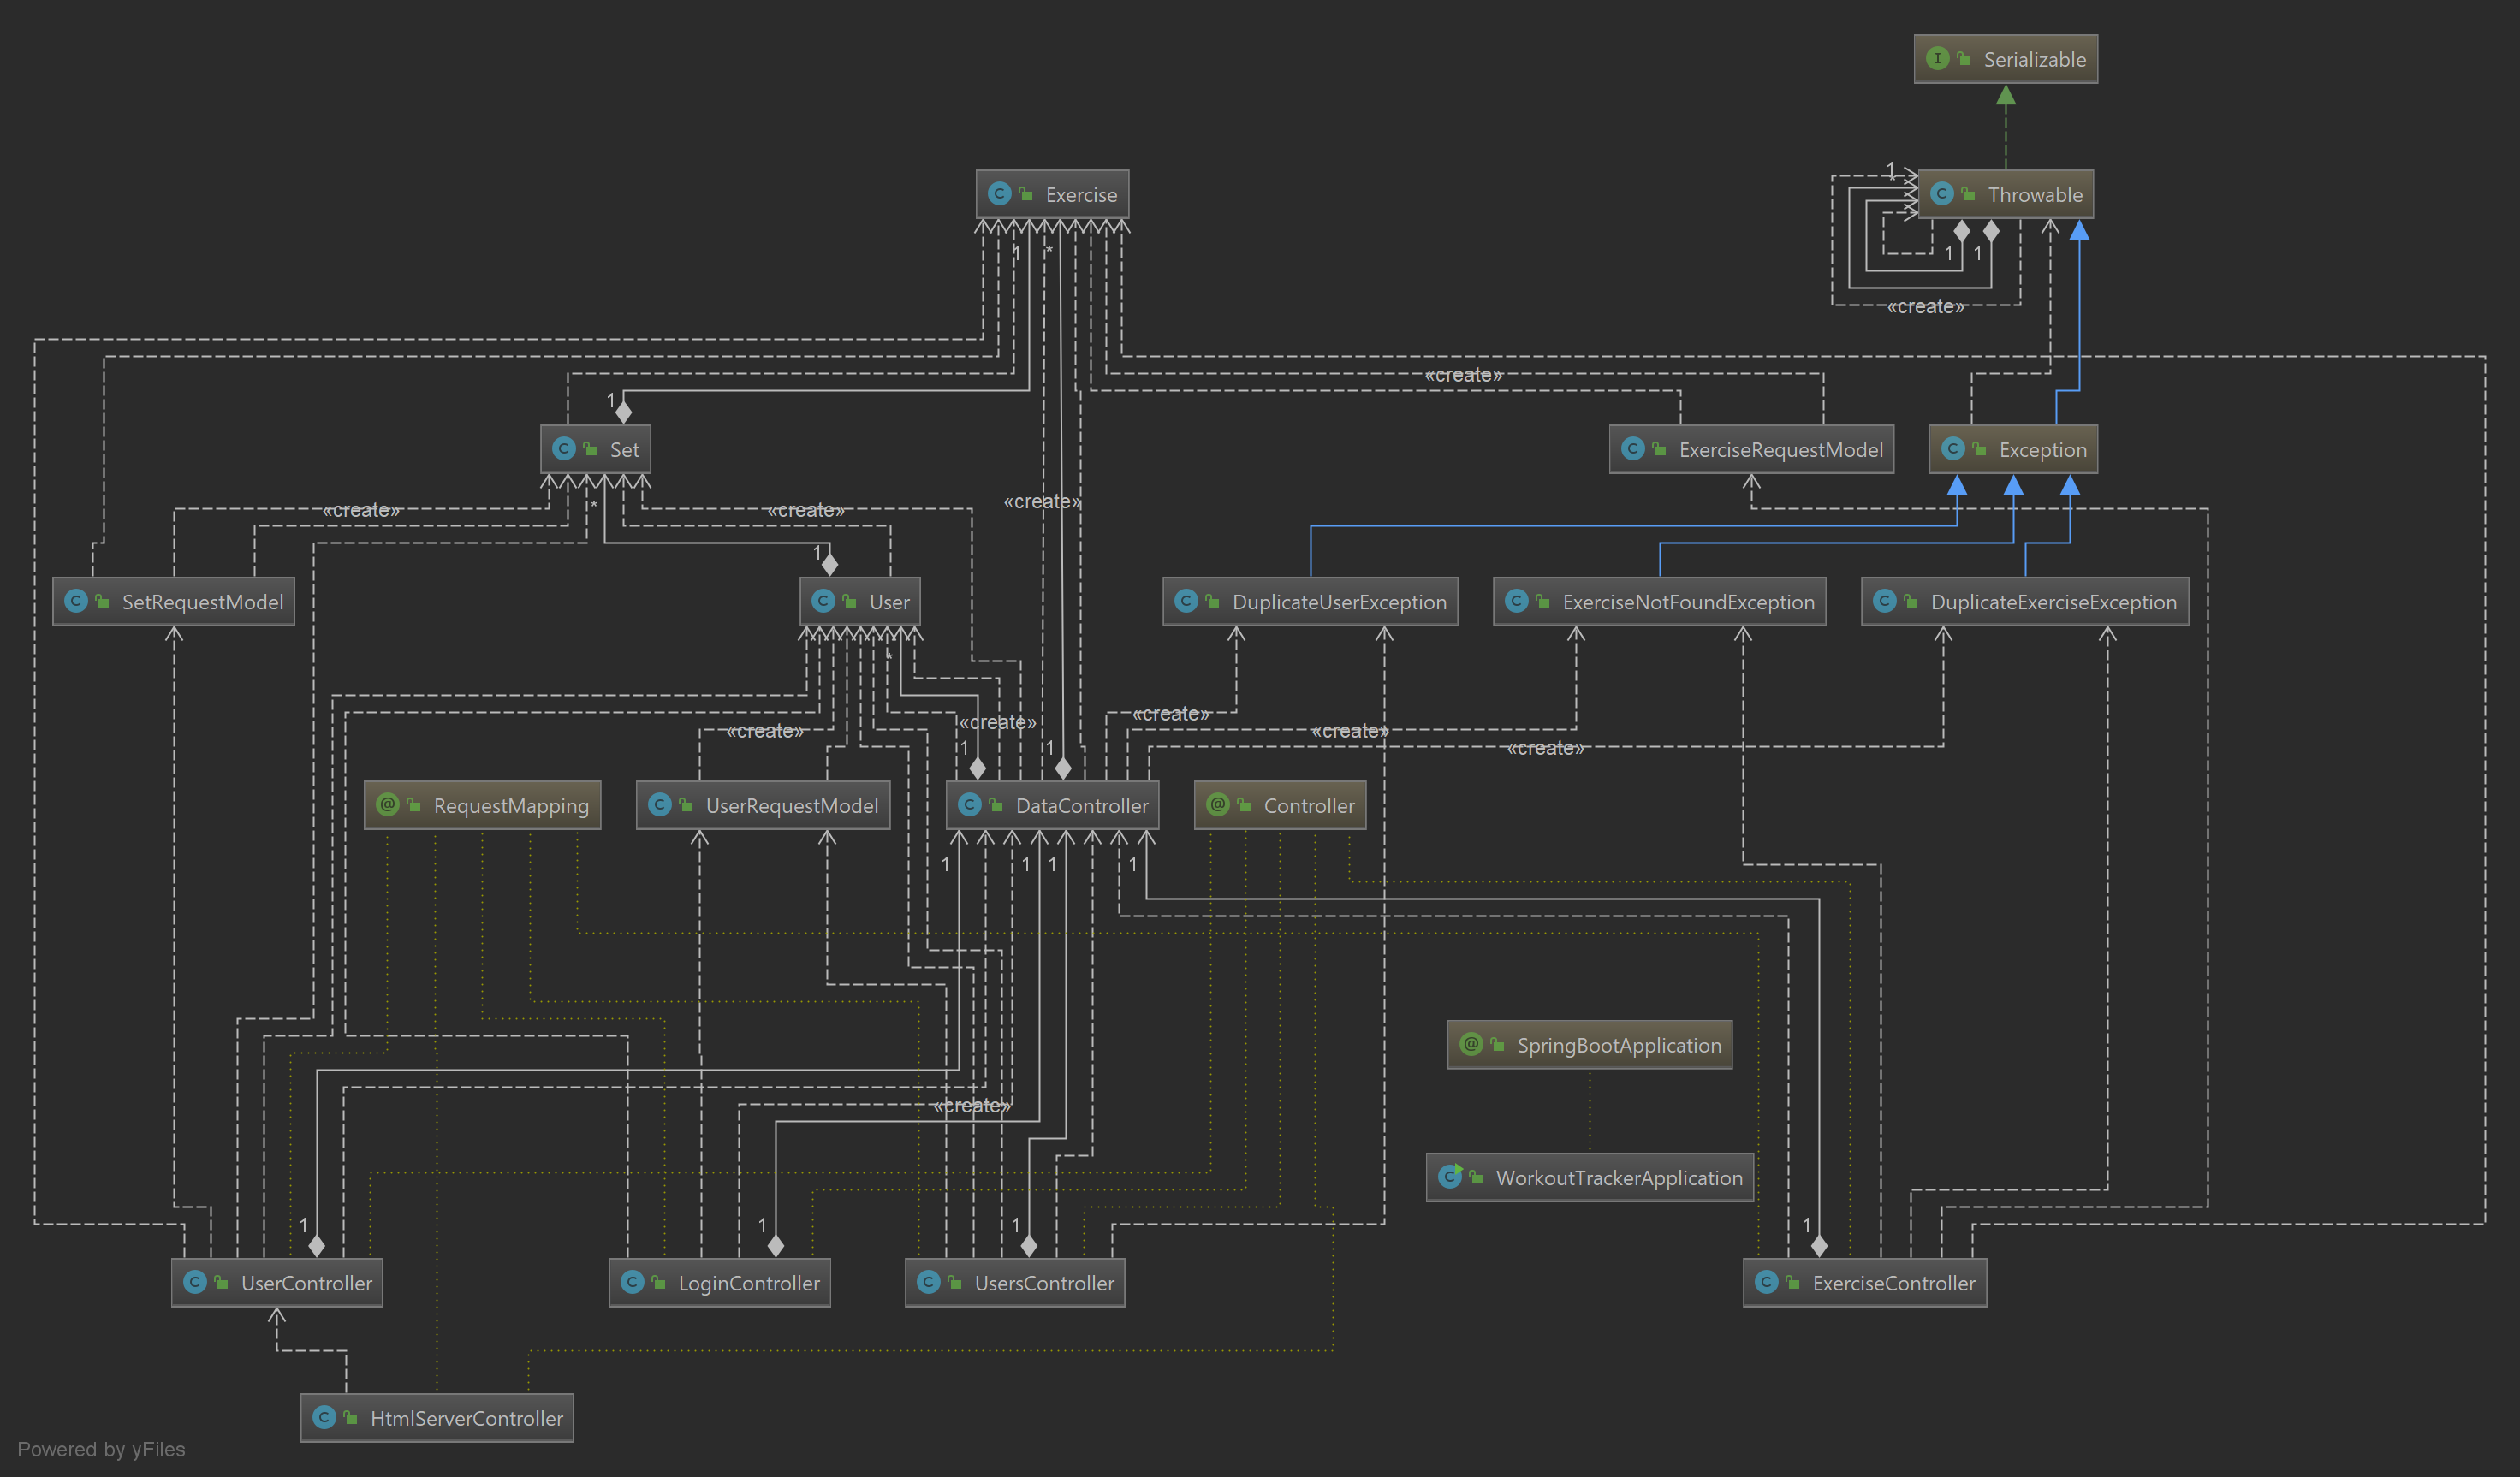 Serializable
Exercise
Throwable
1
*
1
*
1
1
«create»
«create»
1
Set
ExerciseRequestModel
Exception
*
«create»
«create»
«create»
1
SetRequestModel
User
DuplicateUserException
ExerciseNotFoundException
DuplicateExerciseException
*
«create»
«create»
«create»
«create»
1
1
«create»
RequestMapping
UserRequestModel
DataController
Controller
1
1
1
1
SpringBootApplication
«create»
WorkoutTrackerApplication
1
1
1
1
UserController
LoginController
UsersController
ExerciseController
HtmlServerController
Powered by yFiles